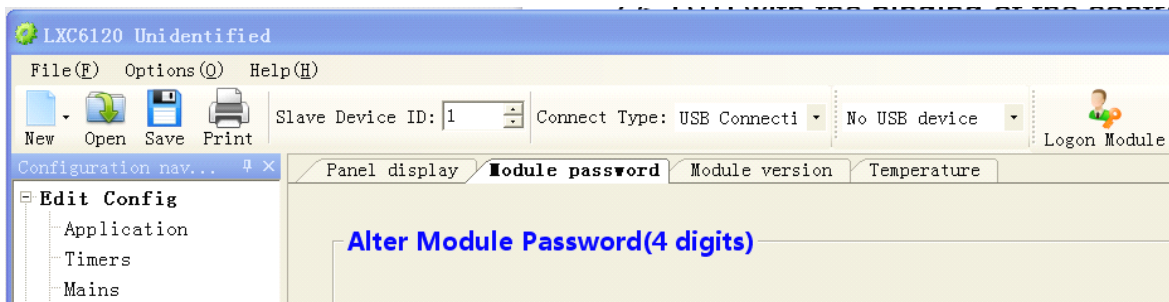 LXC6120 Unidentified
File(F) Options(O) Help(H)
New Open Save Print Slave Device ID: 1 Connect Type: USB Connecti No USB device Logon Module
Configuration nav...
Panel display Module password Module version Temperature
Edit Config
Application
Timers
Mains
Alter Module Password(4 digits)